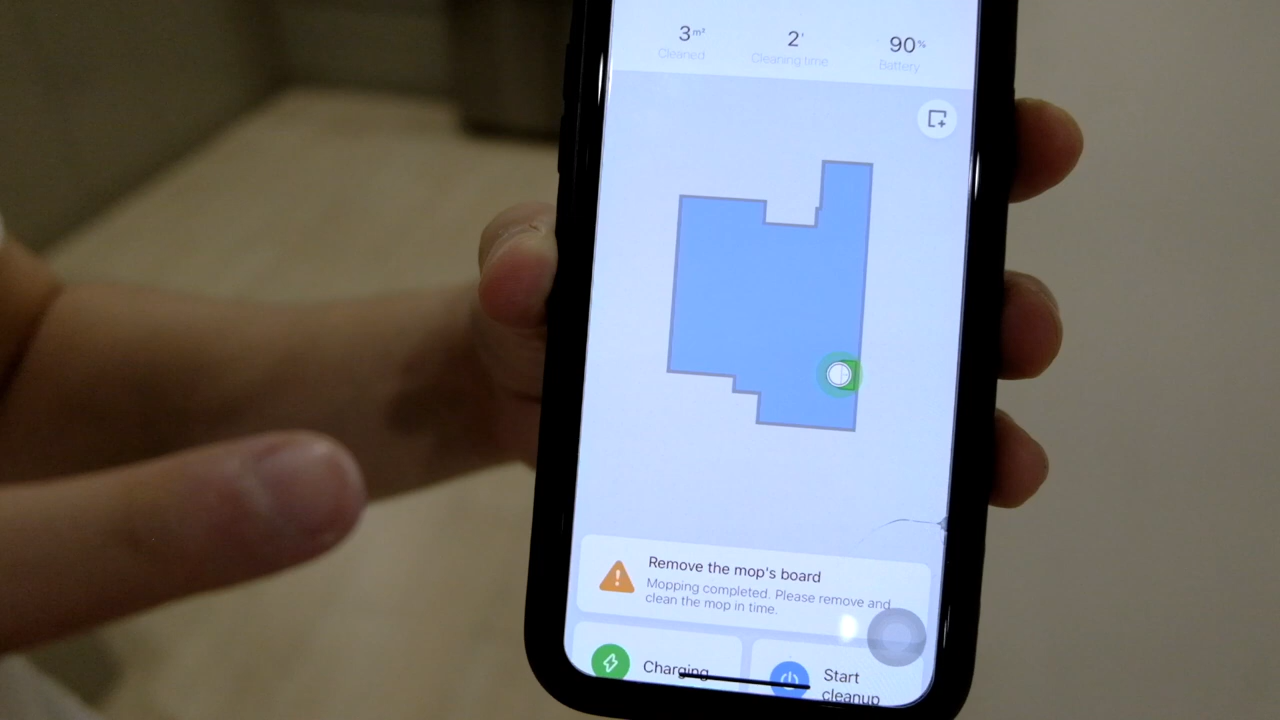 3m² 2' 90%
Cleaned Cleaning time Battery
Remove the mop's board
Mopping completed. Please remove and
clean the mop in time.
Charging Start
cleanup